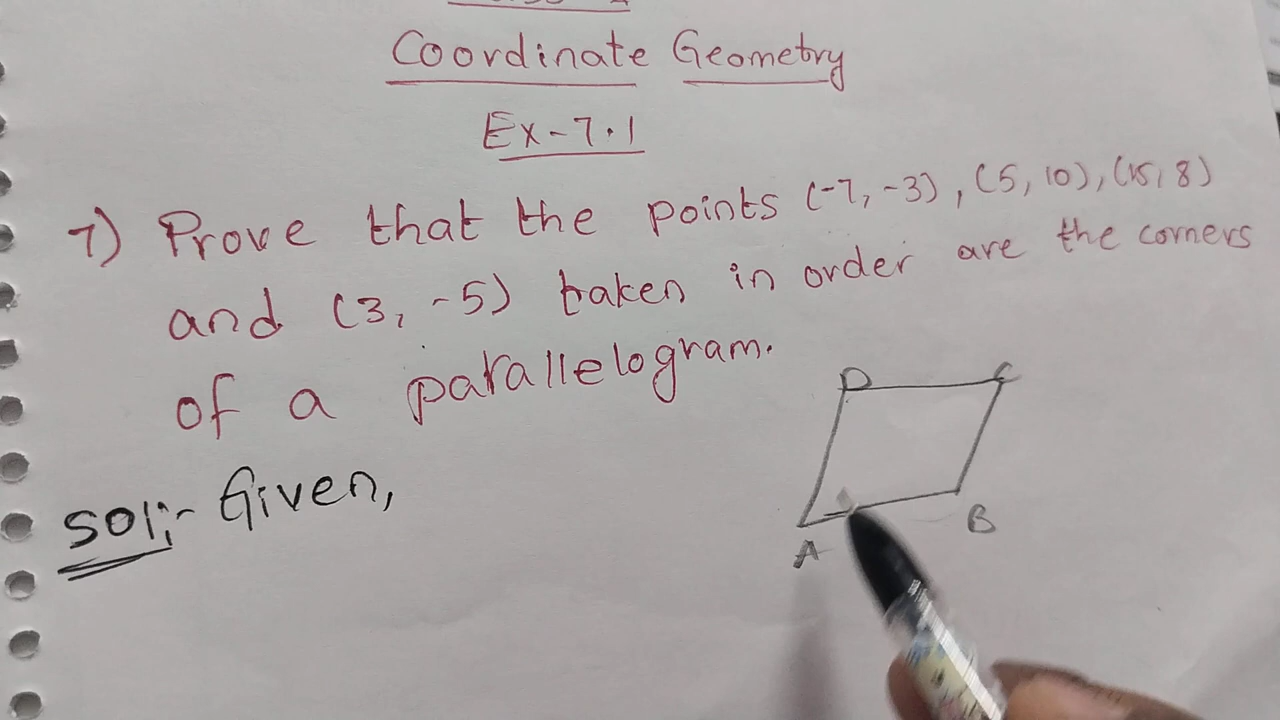 Coordinate Geometry
Ex-7.1
7) Prove that the points (-7, -3), (5, 10), (15, 8)
and (3, -5) taken in order are the corners
of a parallelogram.
D C
Sol:- Given,
A B